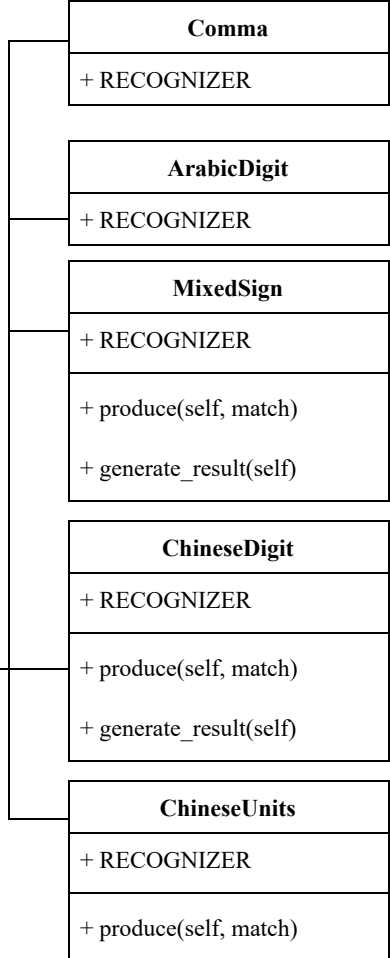 Comma
+ RECOGNIZER
ArabicDigit
+ RECOGNIZER
MixedSign
+ RECOGNIZER
+ produce(self, match)
+ generate_result(self)
ChineseDigit
+ RECOGNIZER
+ produce(self, match)
+ generate_result(self)
ChineseUnits
+ RECOGNIZER
+ produce(self, match)